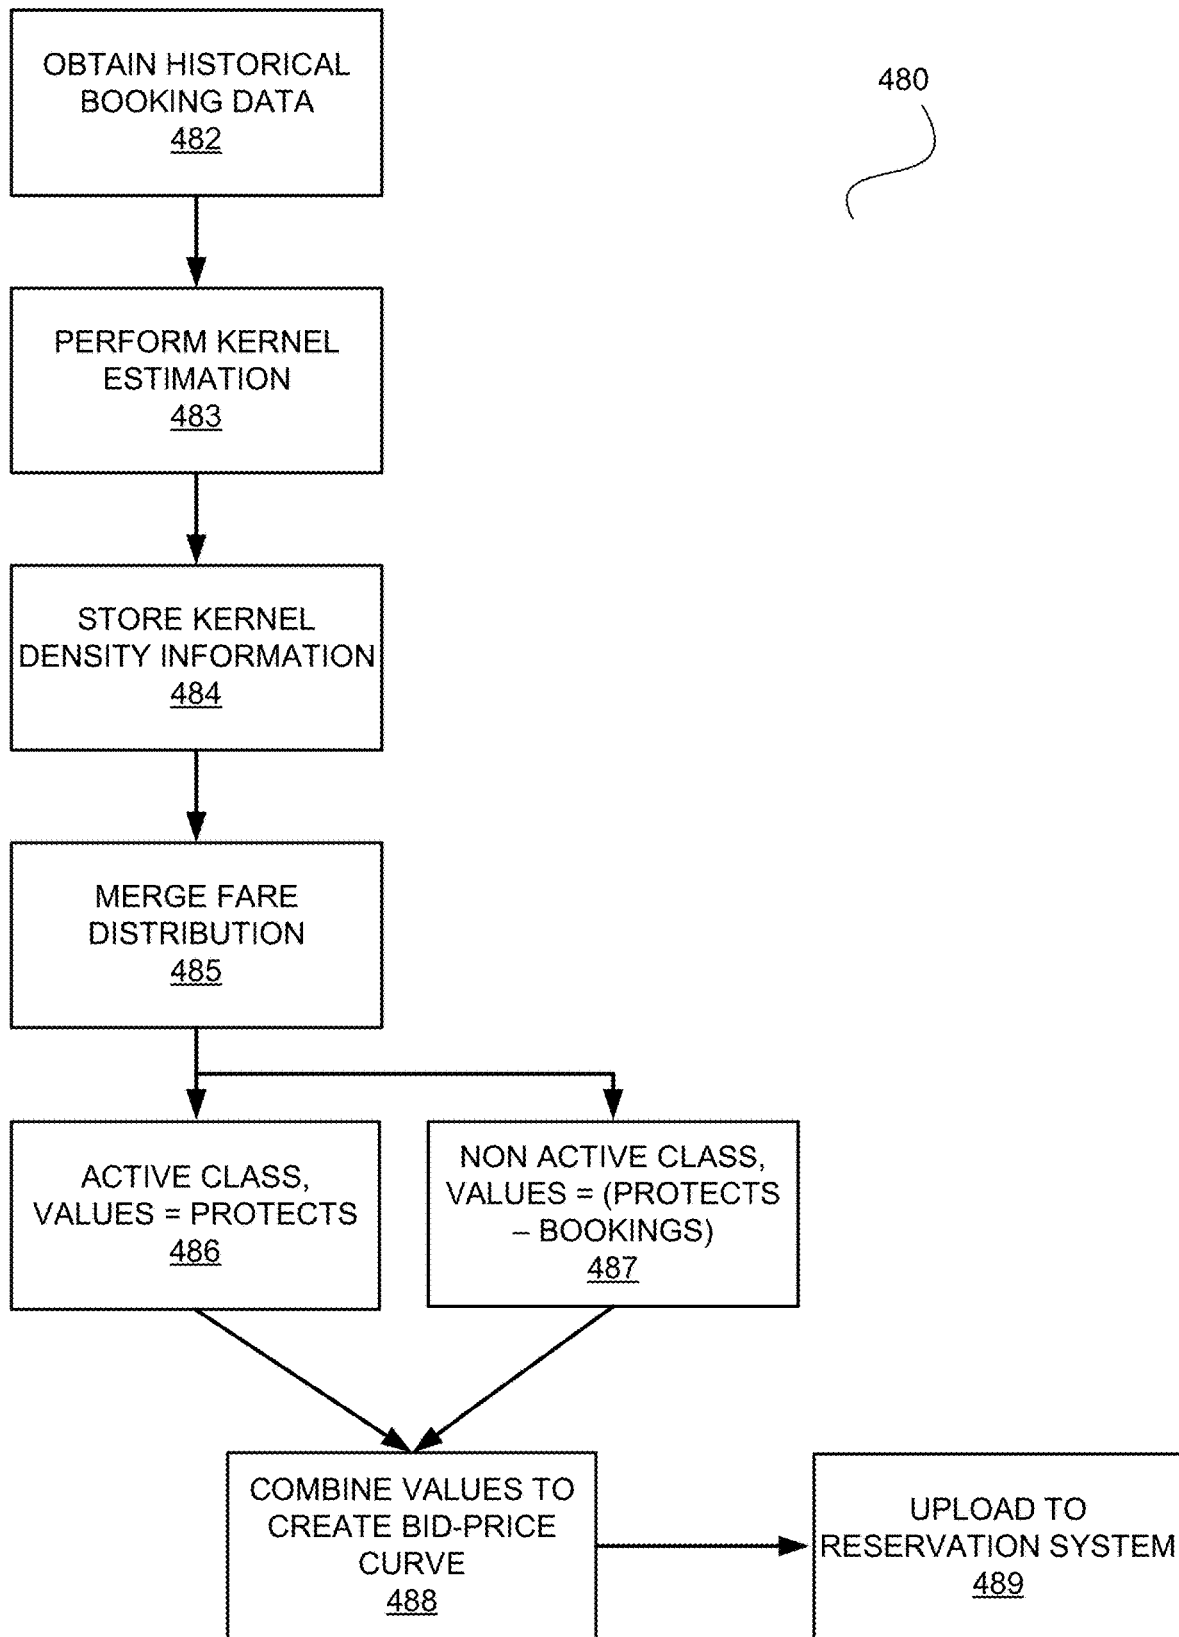 OBTAIN HISTORICAL
BOOKING DATA
482
480
PERFORM KERNEL
ESTIMATION
483
STORE KERNEL
DENSITY INFORMATION
484
MERGE FARE
DISTRIBUTION
485
ACTIVE CLASS,
VALUES = PROTECTS
486
NON ACTIVE CLASS,
VALUES = (PROTECTS
– BOOKINGS)
487
COMBINE VALUES TO
CREATE BID-PRICE
CURVE
488
UPLOAD TO
RESERVATION SYSTEM
489